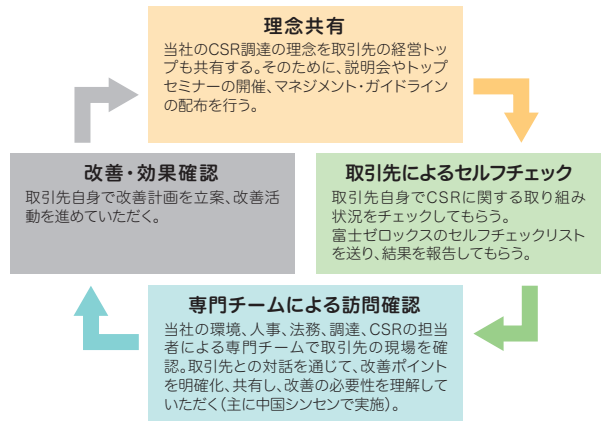 理念共有
当社のCSR調達の理念を取引先の経営トッ
プも共有する。そのために、説明会やトップ
セミナーの開催、マネジメント・ガイドライン
の配布を行う。
取引先によるセルフチェック
取引先自身でCSRに関する取り組み
状況をチェックしてもらう。
富士ゼロックスのセルフチェックリスト
を送り、結果を報告してもらう。
専門チームによる訪問確認
当社の環境、人事、法務、調達、CSRの担当
者による専門チームで取引先の現場を確
認。取引先との対話を通じて、改善ポイント
を明確化、共有し、改善の必要性を理解して
いただく(主に中国シンセンで実施)。
改善・効果確認
取引先自身で改善計画を立案、改善活
動を進めていただく。